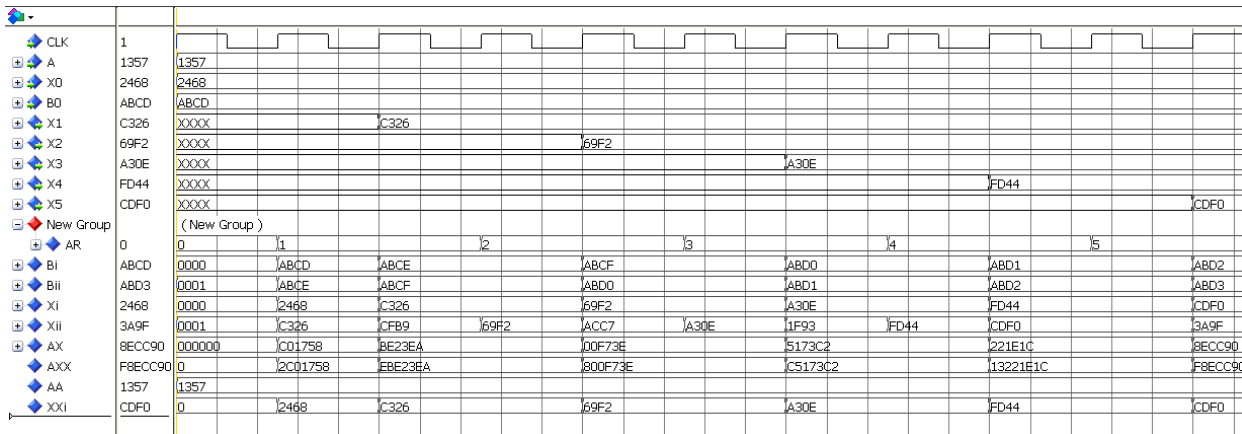 CLK 1
A 1357 1357
X0 2468 2468
B0 ABCD ABCD
X1 C326 XXXX C326
X2 69F2 XXXX 69F2
X3 A30E XXXX A30E
X4 FD44 XXXX FD44
X5 CDF0 XXXX CDF0
New Group ( New Group )
AR 0 0 1 2 3 4 5
Bi ABCD 0000 ABCD ABCE ABCF ABD0 ABD1 ABD2
Bii ABD3 0001 ABCE ABCF ABD0 ABD1 ABD2 ABD3
Xi 2468 0000 2468 C326 69F2 A30E FD44 CDF0
Xii 3A9F 0001 C326 CFB9 69F2 ACC7 A30E 1F93 FD44 CDF0 3A9F
AX 8ECC90 000000 C01758 BE23EA 00F73E 5173C2 221E1C 8ECC90
AXX F8ECC90 0 2C01758 EBE23EA 800F73E C5173C2 13221E1C F8ECC90
AA 1357 1357
XXi CDF0 0 2468 C326 69F2 A30E FD44 CDF0